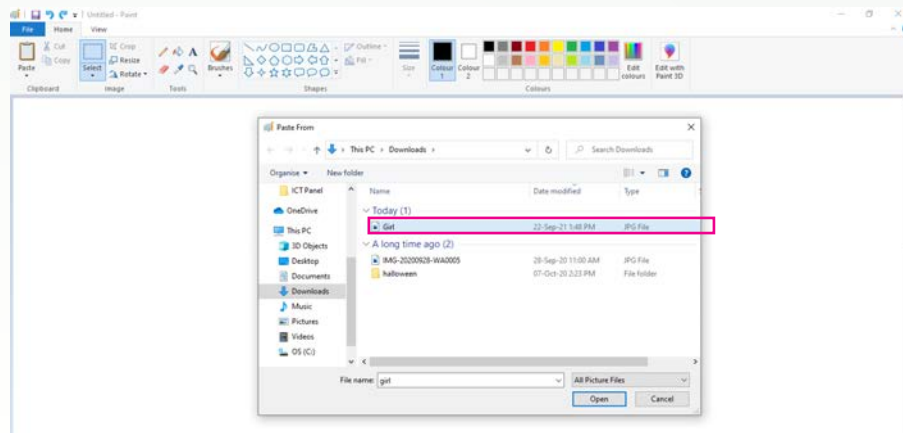 Untitled - Paint
File Home View
Paste Cut Copy Select Crop Resize Rotate Brushes Outline Fill Size Colour 1 Colour 2 Edit colours Edit with Paint 3D
Clipboard Image Tools Shapes Colours
Paste From
This PC Downloads Search Downloads
Organise New folder
ICT Panel
OneDrive
This PC
3D Objects
Desktop
Documents
Downloads
Music
Pictures
Videos
OS (C:)
Name Date modified Type
Today (1)
Girl 22-Sep-21 1:48 PM JPG File
A long time ago (2)
IMG-20200928-WA0005 28-Sep-20 11:00 AM JPG File
halloween 07-Oct-20 2:23 PM File folder
File name: girl All Picture Files
Open Cancel